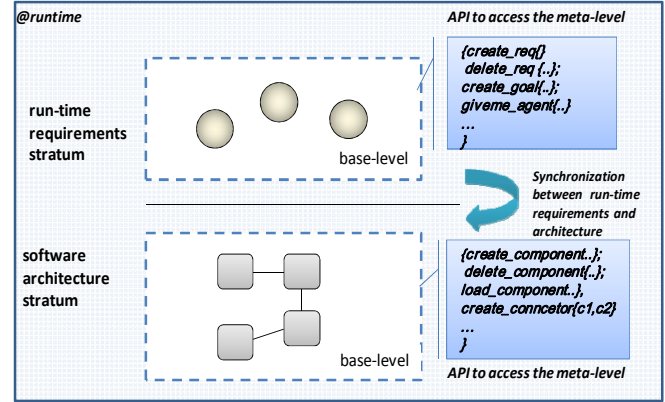 @runtime
API to access the meta-level
{create_req{}
delete_req {..};
create_goal{..};
giveme_agent{..}
...
}
run-time
requirements
stratum
base-level
Synchronization
between run-time
requirements and
architecture
software
architecture
stratum
{create_component..};
delete_component{..};
load_component..},
create_conncetor{c1,c2}
...
}
base-level
API to access the meta-level